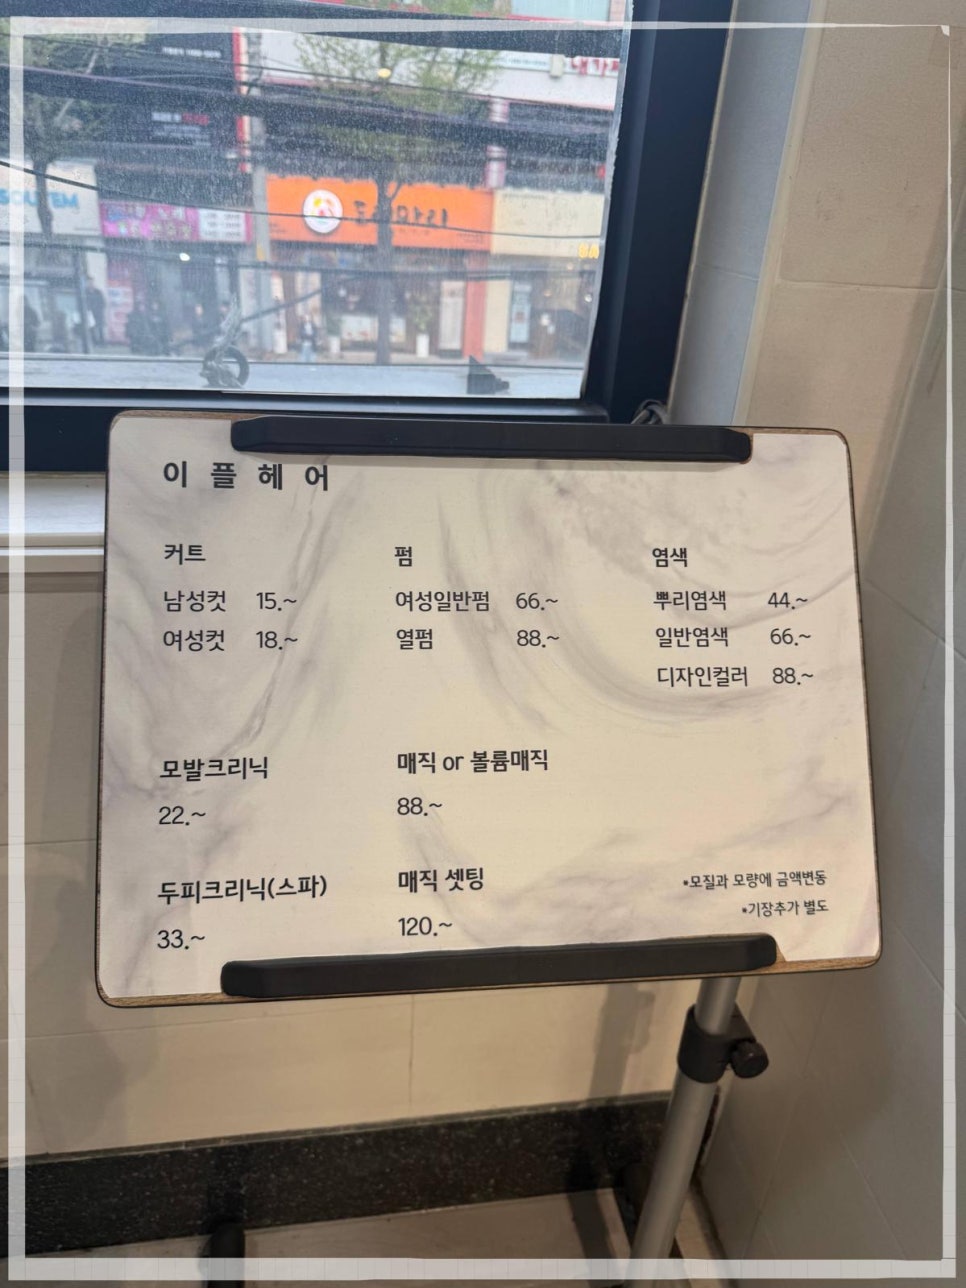 이플헤어
커트
남성컷 15.~
여성컷 18.~
펌
여성일반펌 66.~
열펌 88.~
염색
뿌리염색 44.~
일반염색 66.~
디자인컬러 88.~
모발크리닉
22.~
매직 or 볼륨매직
88.~
두피크리닉(스파)
33.~
매직 셋팅
120.~
*모질과 모량에 금액변동
*기장추가 별도